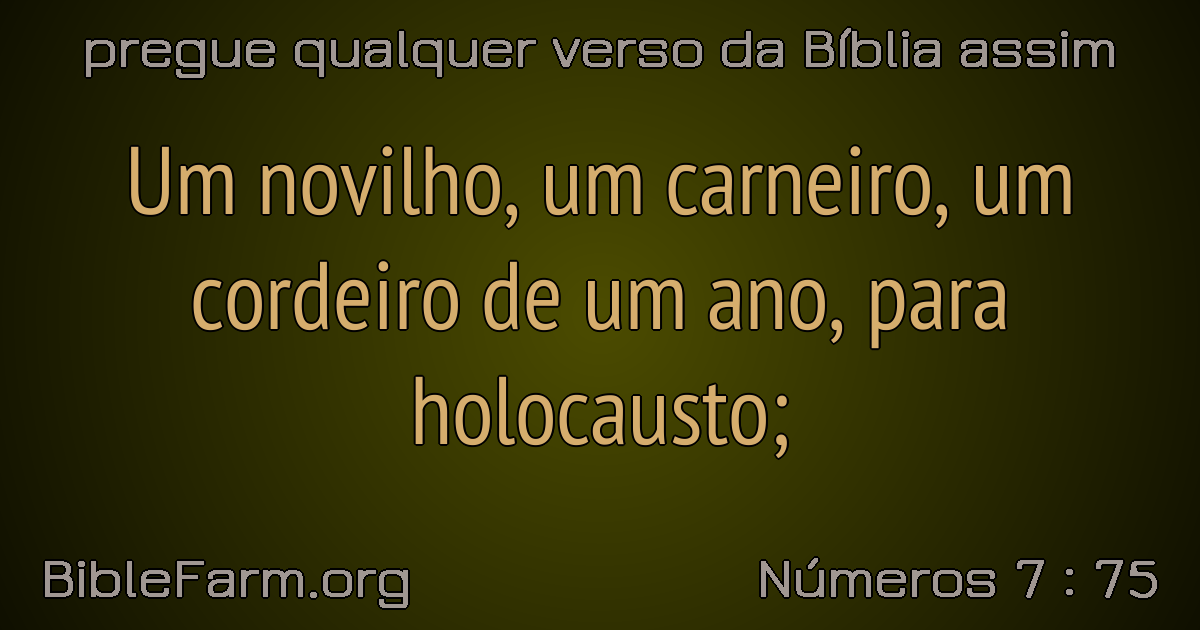 pregue qualquer verso da Bíblia assim
Um novilho, um carneiro, um
cordeiro de um ano, para
holocausto;
BibleFarm.org
Números 7 : 75